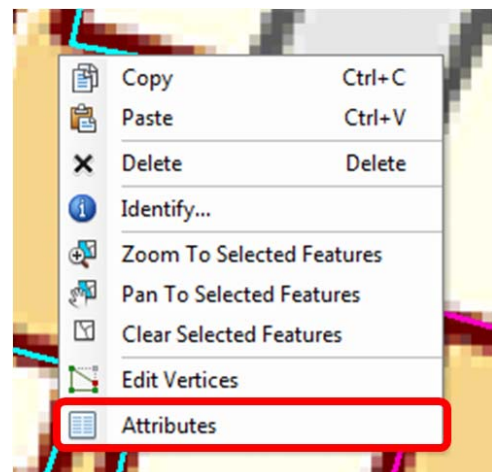 Copy Ctrl+C
Paste Ctrl+V
Delete Delete
Identify...
Zoom To Selected Features
Pan To Selected Features
Clear Selected Features
Edit Vertices
Attributes